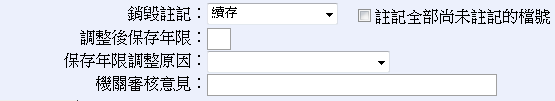 銷毀註記：續存 註記全部尚未註記的檔號
調整後保存年限：
保存年限調整原因：
機關審核意見：